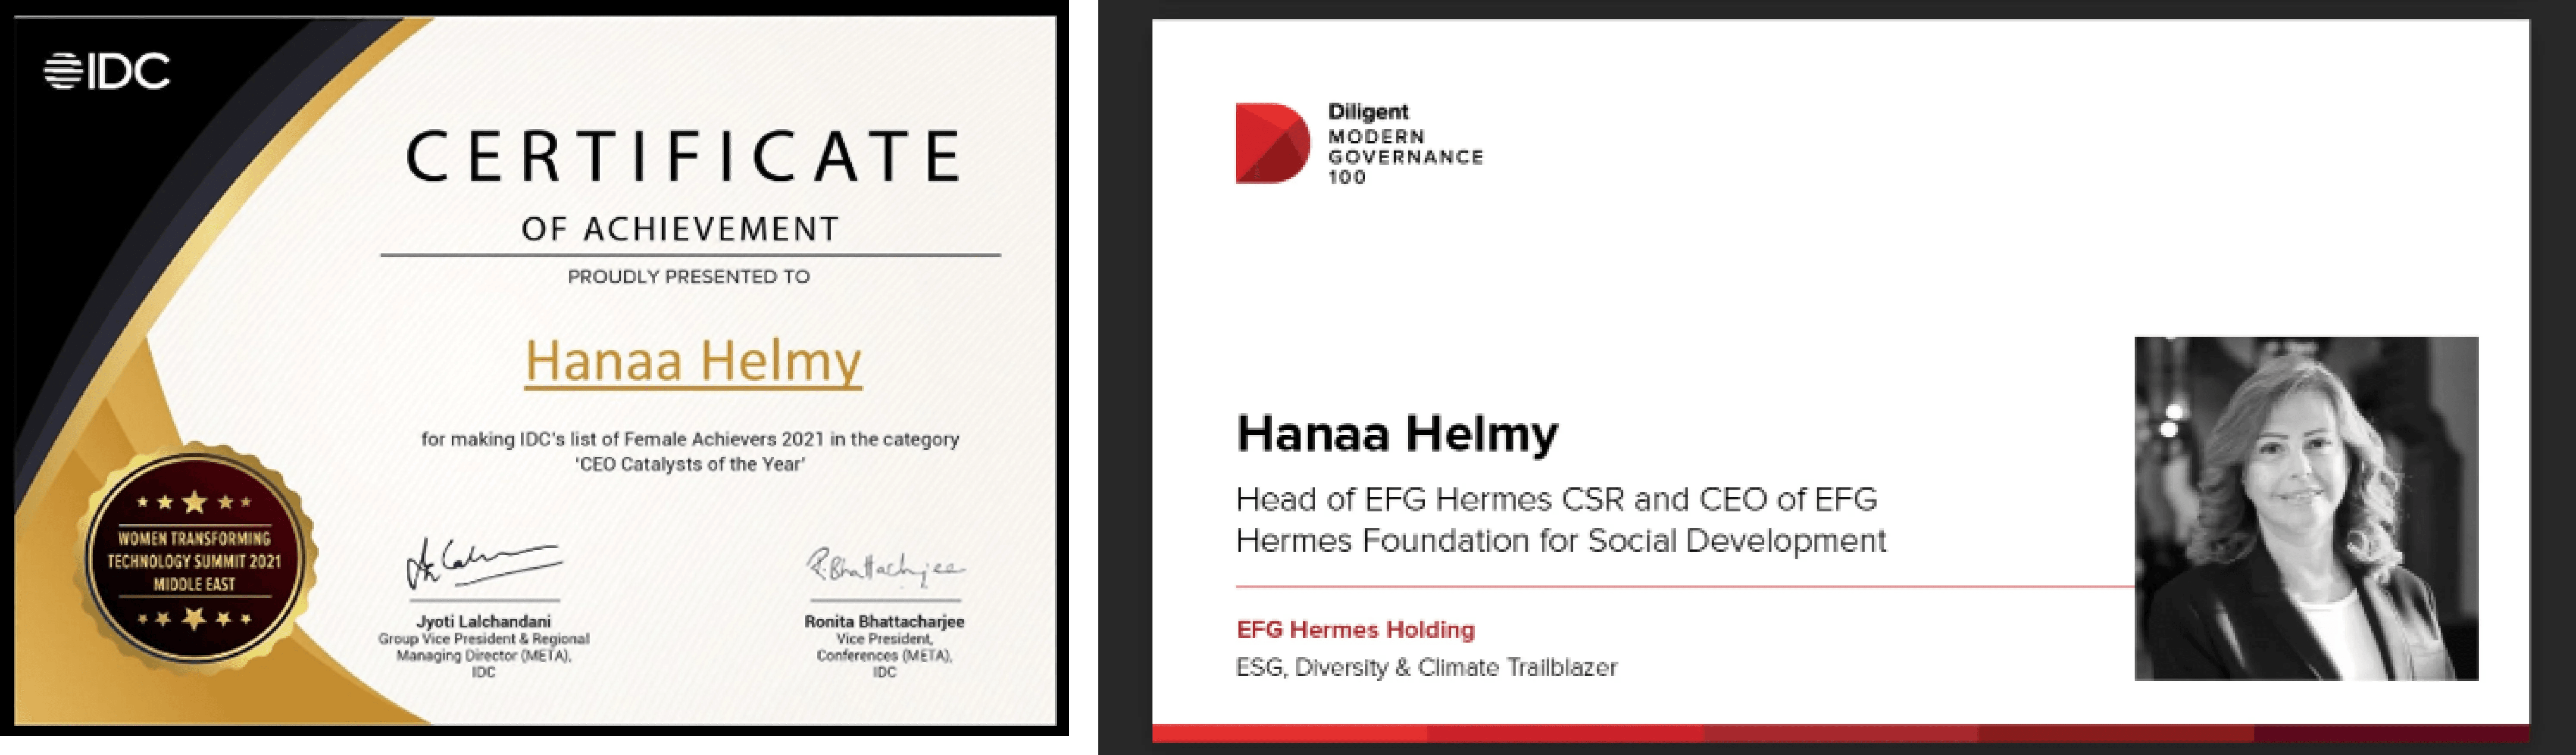 IDC
CERTIFICATE
OF ACHIEVEMENT
PROUDLY PRESENTED TO
Hanaa Helmy
for making IDC's list of Female Achievers 2021 in the category
'CEO Catalysts of the Year'
WOMEN TRANSFORMING
TECHNOLOGY SUMMIT 2021
MIDDLE EAST
Jyoti Lalchandani
Group Vice President & Regional
Managing Director (META),
IDC
R.Bhattacharjee
Ronita Bhattacharjee
Vice President,
Conferences (META),
IDC
Diligent
MODERN
GOVERNANCE
100
Hanaa Helmy
Head of EFG Hermes CSR and CEO of EFG
Hermes Foundation for Social Development
EFG Hermes Holding
ESG, Diversity & Climate Trailblazer